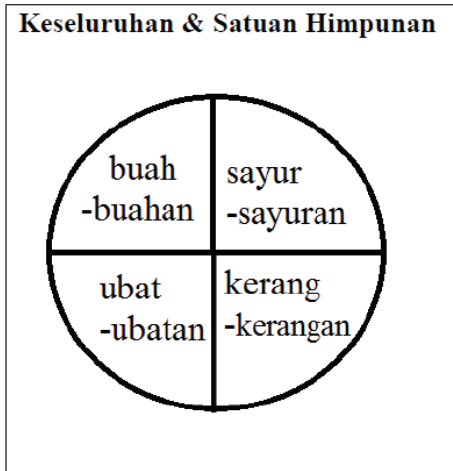 Keseluruhan & Satuan Himpunan
buah
-buahan
sayur
-sayuran
ubat
-ubatan
kerang
-kerangan